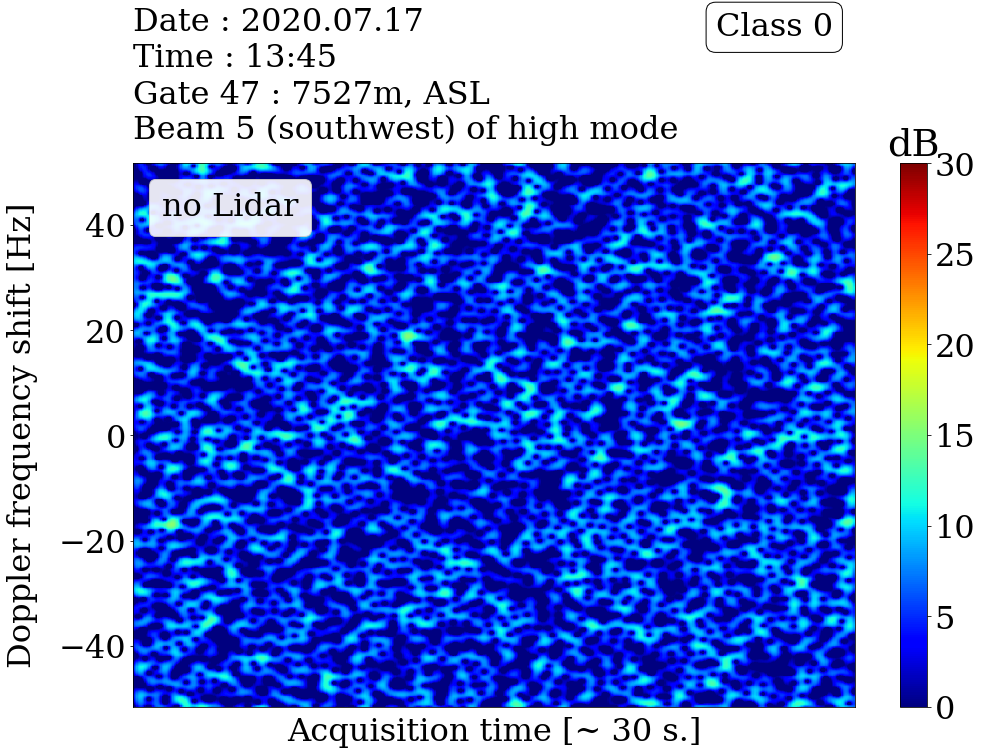 Date : 2020.07.17
Time : 13:45
Gate 47 : 7527m, ASL
Beam 5 (southwest) of high mode
Class 0
dB
no Lidar
Doppler frequency shift [Hz]
40
20
0
−20
−40
30
25
20
15
10
5
0
Acquisition time [~ 30 s.]